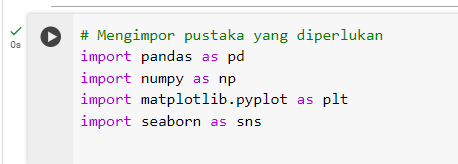 0s
# Mengimpor pustaka yang diperlukan
import pandas as pd
import numpy as np
import matplotlib.pyplot as plt
import seaborn as sns